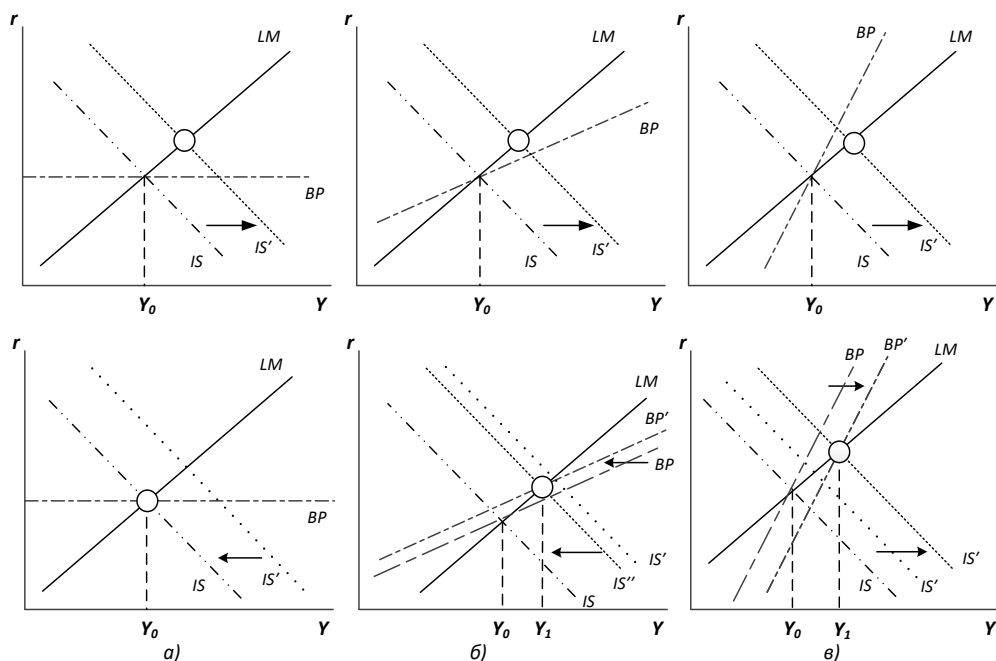 r
LM
BP
IS
IS'
Y₀
Y
r
LM
BP
IS
IS'
Y₀
Y
r
BP
LM
IS
IS'
Y₀
Y
r
LM
BP
IS
IS'
Y₀
Y
а)
r
LM
BP'
BP
IS'
IS''
IS
Y₀
Y₁
Y
б)
r
BP
BP'
LM
IS'
IS'
IS
Y₀
Y₁
Y
в)